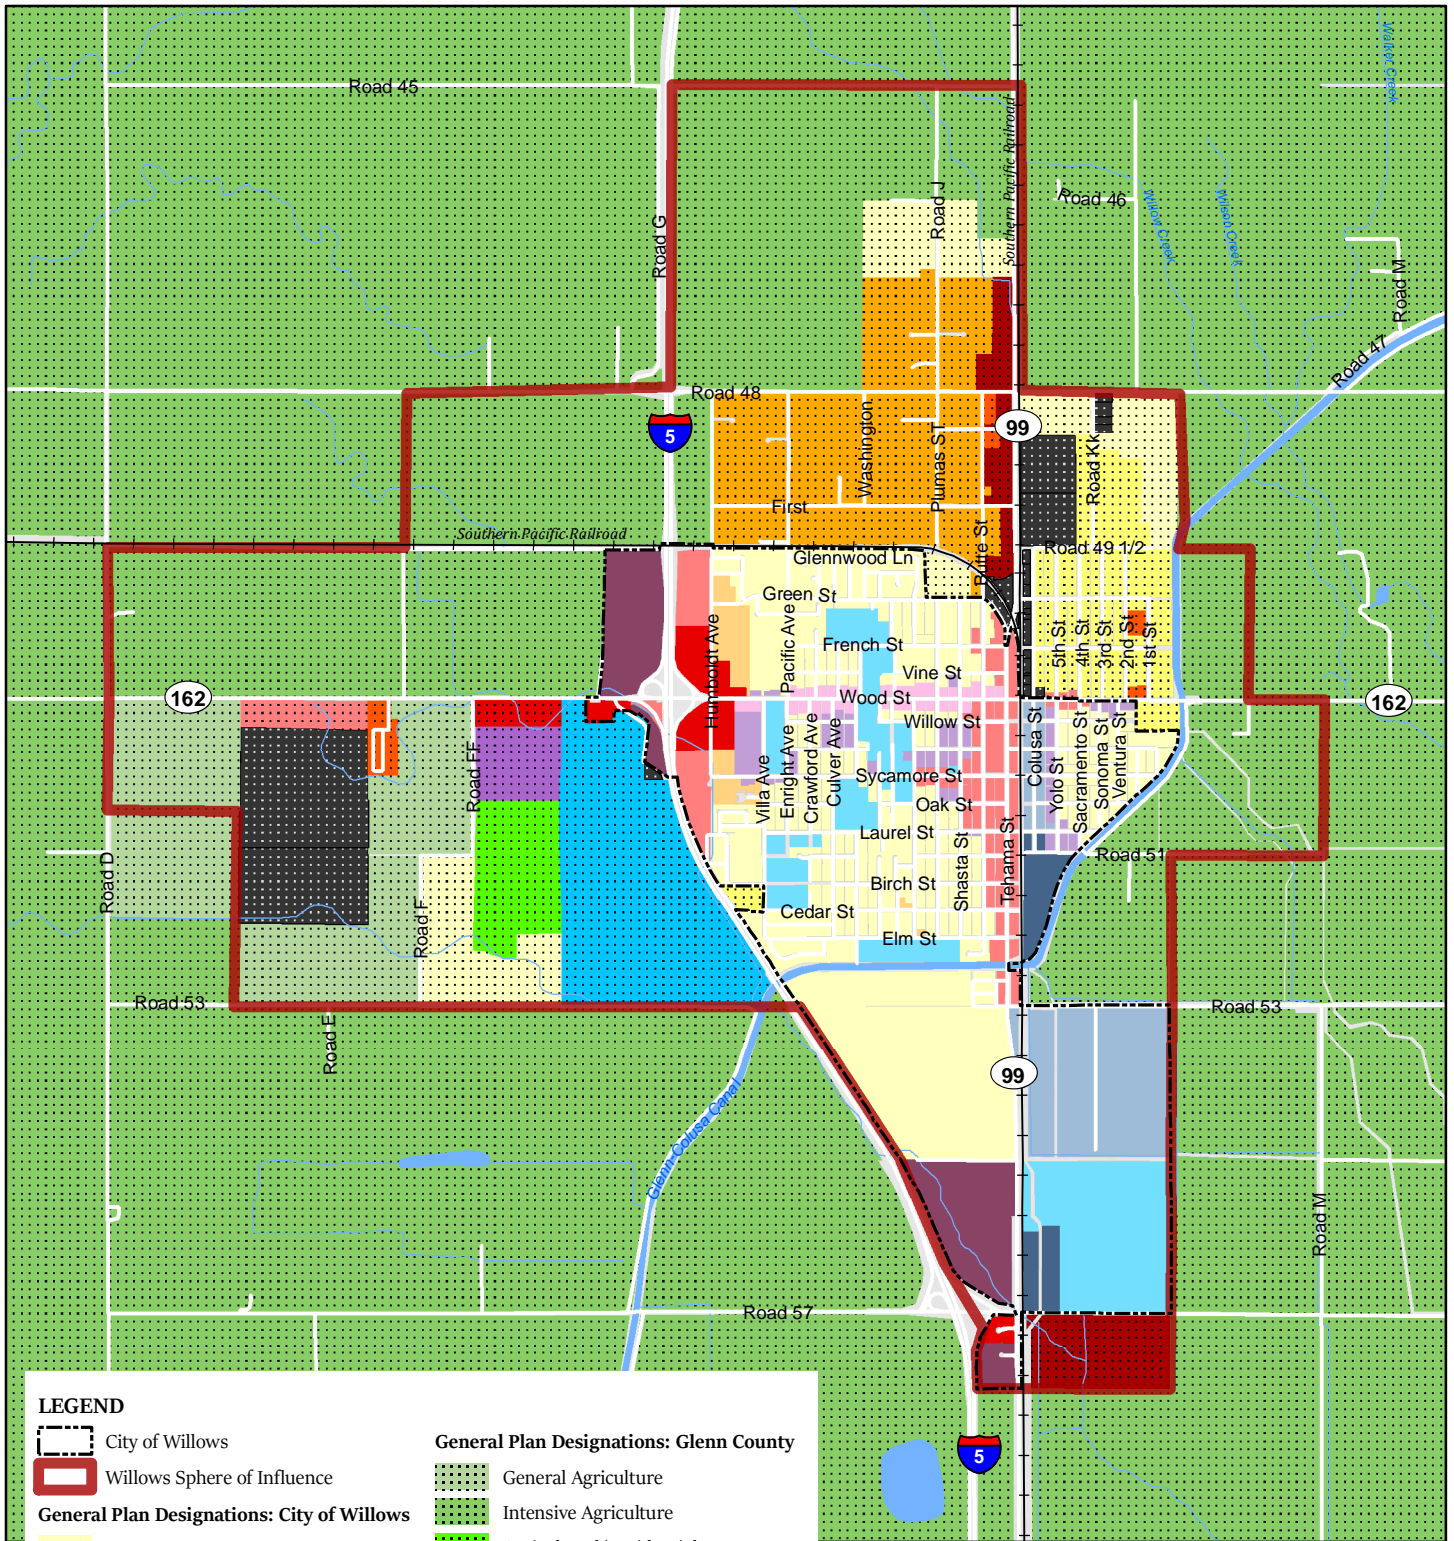 Walker Creek
Road 45
Southern Pacific Railroad
Road J
Road 46
Willow Creek
Wilson Creek
Road G
Road M
Road 47
Road 48
5
99
Washington
Plumas ST
Road Kk
First
Southern Pacific Railroad
Butte St
Road 49 1/2
Glennwood Ln
Green St
Pacific Ave
Humboldt Ave
French St
5th St
4th St
3rd St
2nd St
1st St
Vine St
162
Wood St
162
Willow St
Colusa St
Sacramento St
Sonoma St
Ventura St
Road FF
Villa Ave
Enright Ave
Crawford Ave
Culver Ave
Sycamore St
Yolo St
Oak St
Laurel St
Shasta St
Tehama St
Road 51
Road D
Birch St
Road F
Cedar St
Elm St
Road 53
Road 53
Road E
99
Glenn-Colusa Canal
Road M
Road 57
5
LEGEND
City of Willows
Willows Sphere of Influence
General Plan Designations: City of Willows
General Plan Designations: Glenn County
General Agriculture
Intensive Agriculture